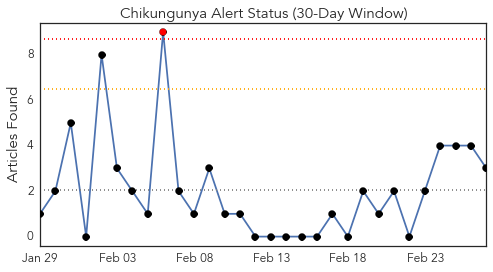 Chikungunya Alert Status (30-Day Window)
Articles Found
8
6
4
2
0
Jan 29 Feb 03 Feb 08 Feb 13 Feb 18 Feb 23